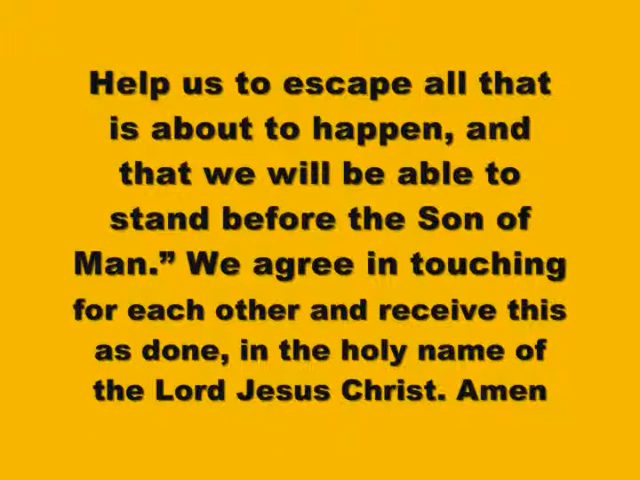 Help us to escape all that
is about to happen, and
that we will be able to
stand before the Son of
Man.” We agree in touching
for each other and receive this
as done, in the holy name of
the Lord Jesus Christ. Amen